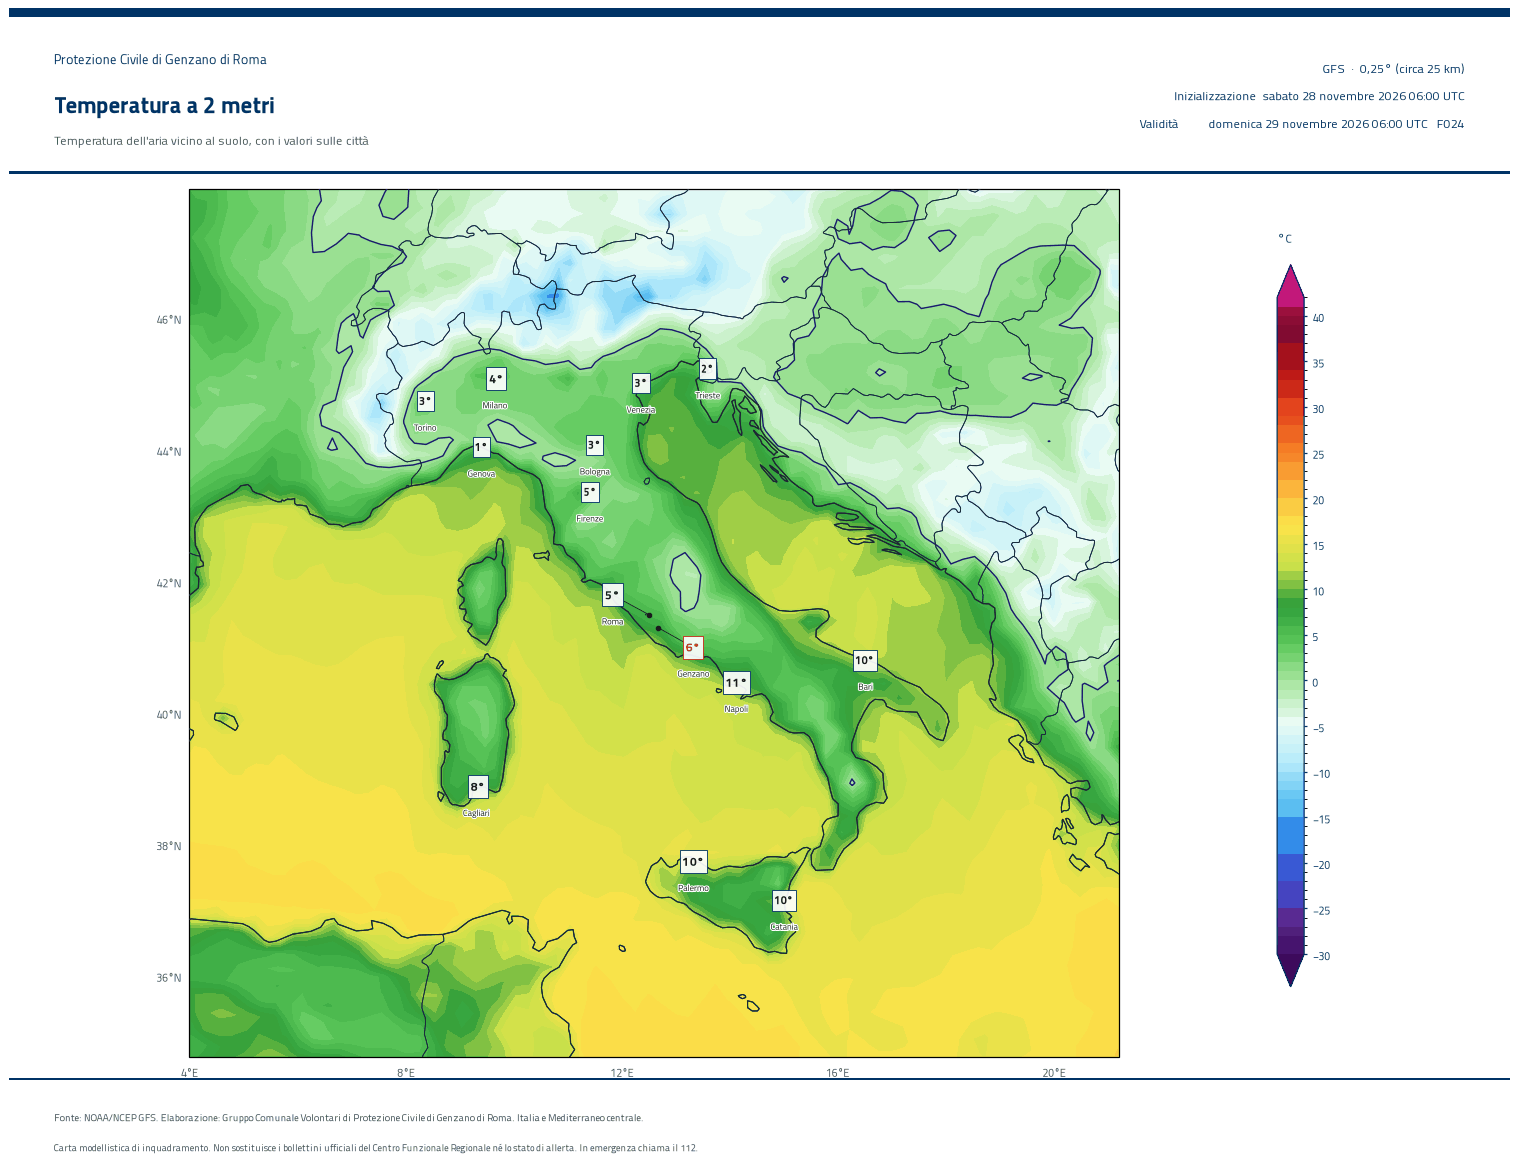 Protezione Civile di Genzano di Roma
Temperatura a 2 metri
Temperatura dell'aria vicino al suolo, con i valori sulle città
GFS · 0,25° (circa 25 km)
Inizializzazione sabato 28 novembre 2026 06:00 UTC
Validità domenica 29 novembre 2026 06:00 UTC F024
°C
40
35
30
25
20
15
10
5
0
−5
−10
−15
−20
−25
−30
46°N
44°N
42°N
40°N
38°N
36°N
4°E
8°E
12°E
16°E
20°E
2°
Trieste
4°
Milano
3°
Venezia
3°
Torino
1°
Genova
3°
Bologna
5°
Firenze
5°
Roma
6°
Genzano
10°
Bari
11°
Napoli
8°
Cagliari
10°
Palermo
10°
Catania
Fonte: NOAA/NCEP GFS. Elaborazione: Gruppo Comunale Volontari di Protezione Civile di Genzano di Roma. Italia e Mediterraneo centrale.
Carta modellistica di inquadramento. Non sostituisce i bollettini ufficiali del Centro Funzionale Regionale né lo stato di allerta. In emergenza chiama il 112.